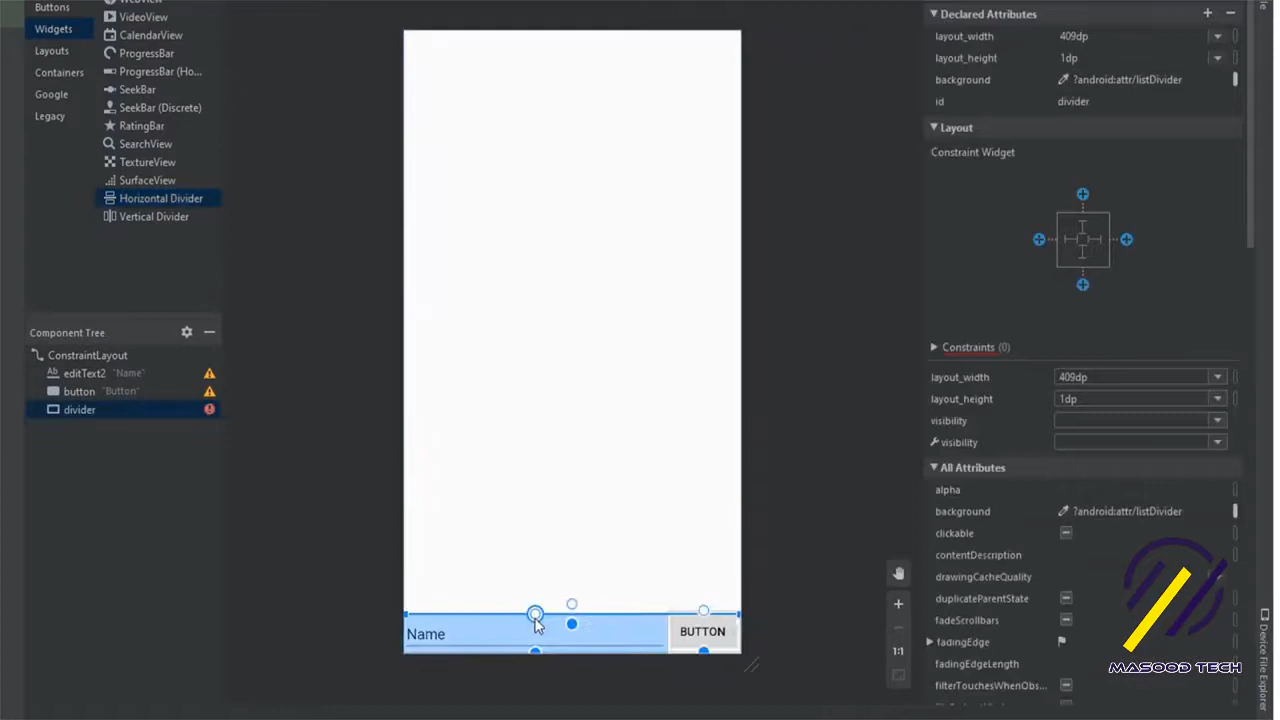 Buttons
Widgets
Layouts
Containers
Google
Legacy
VideoView
CalendarView
ProgressBar
ProgressBar (Ho...
SeekBar
SeekBar (Discrete)
RatingBar
SearchView
TextureView
SurfaceView
Horizontal Divider
Vertical Divider
Component Tree
ConstraintLayout
Ab editText2 "Name"
button "Button"
divider
Name
BUTTON
1:1
Declared Attributes
layout_width 409dp
layout_height 1dp
background ?android:attr/listDivider
id divider
Layout
Constraint Widget
Constraints (0)
layout_width 409dp
layout_height 1dp
visibility
visibility
All Attributes
alpha
background ?android:attr/listDivider
clickable
contentDescription
drawingCacheQuality
duplicateParentState
fadeScrollbars
fadingEdge
fadingEdgeLength
filterTouchesWhenObs...
MASOOD TECH
Device File Explorer